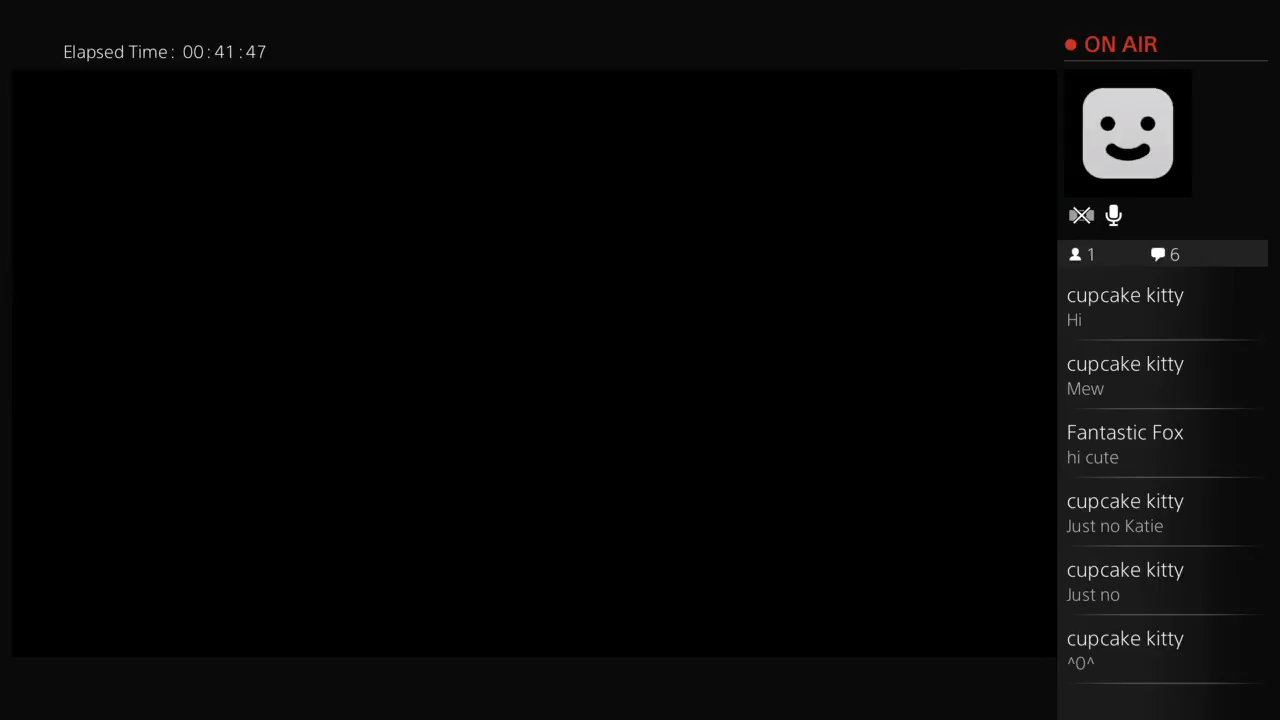 Elapsed Time: 00:41:47
ON AIR
1 6
cupcake kitty
Hi
cupcake kitty
Mew
Fantastic Fox
hi cute
cupcake kitty
Just no Katie
cupcake kitty
Just no
cupcake kitty
^0^